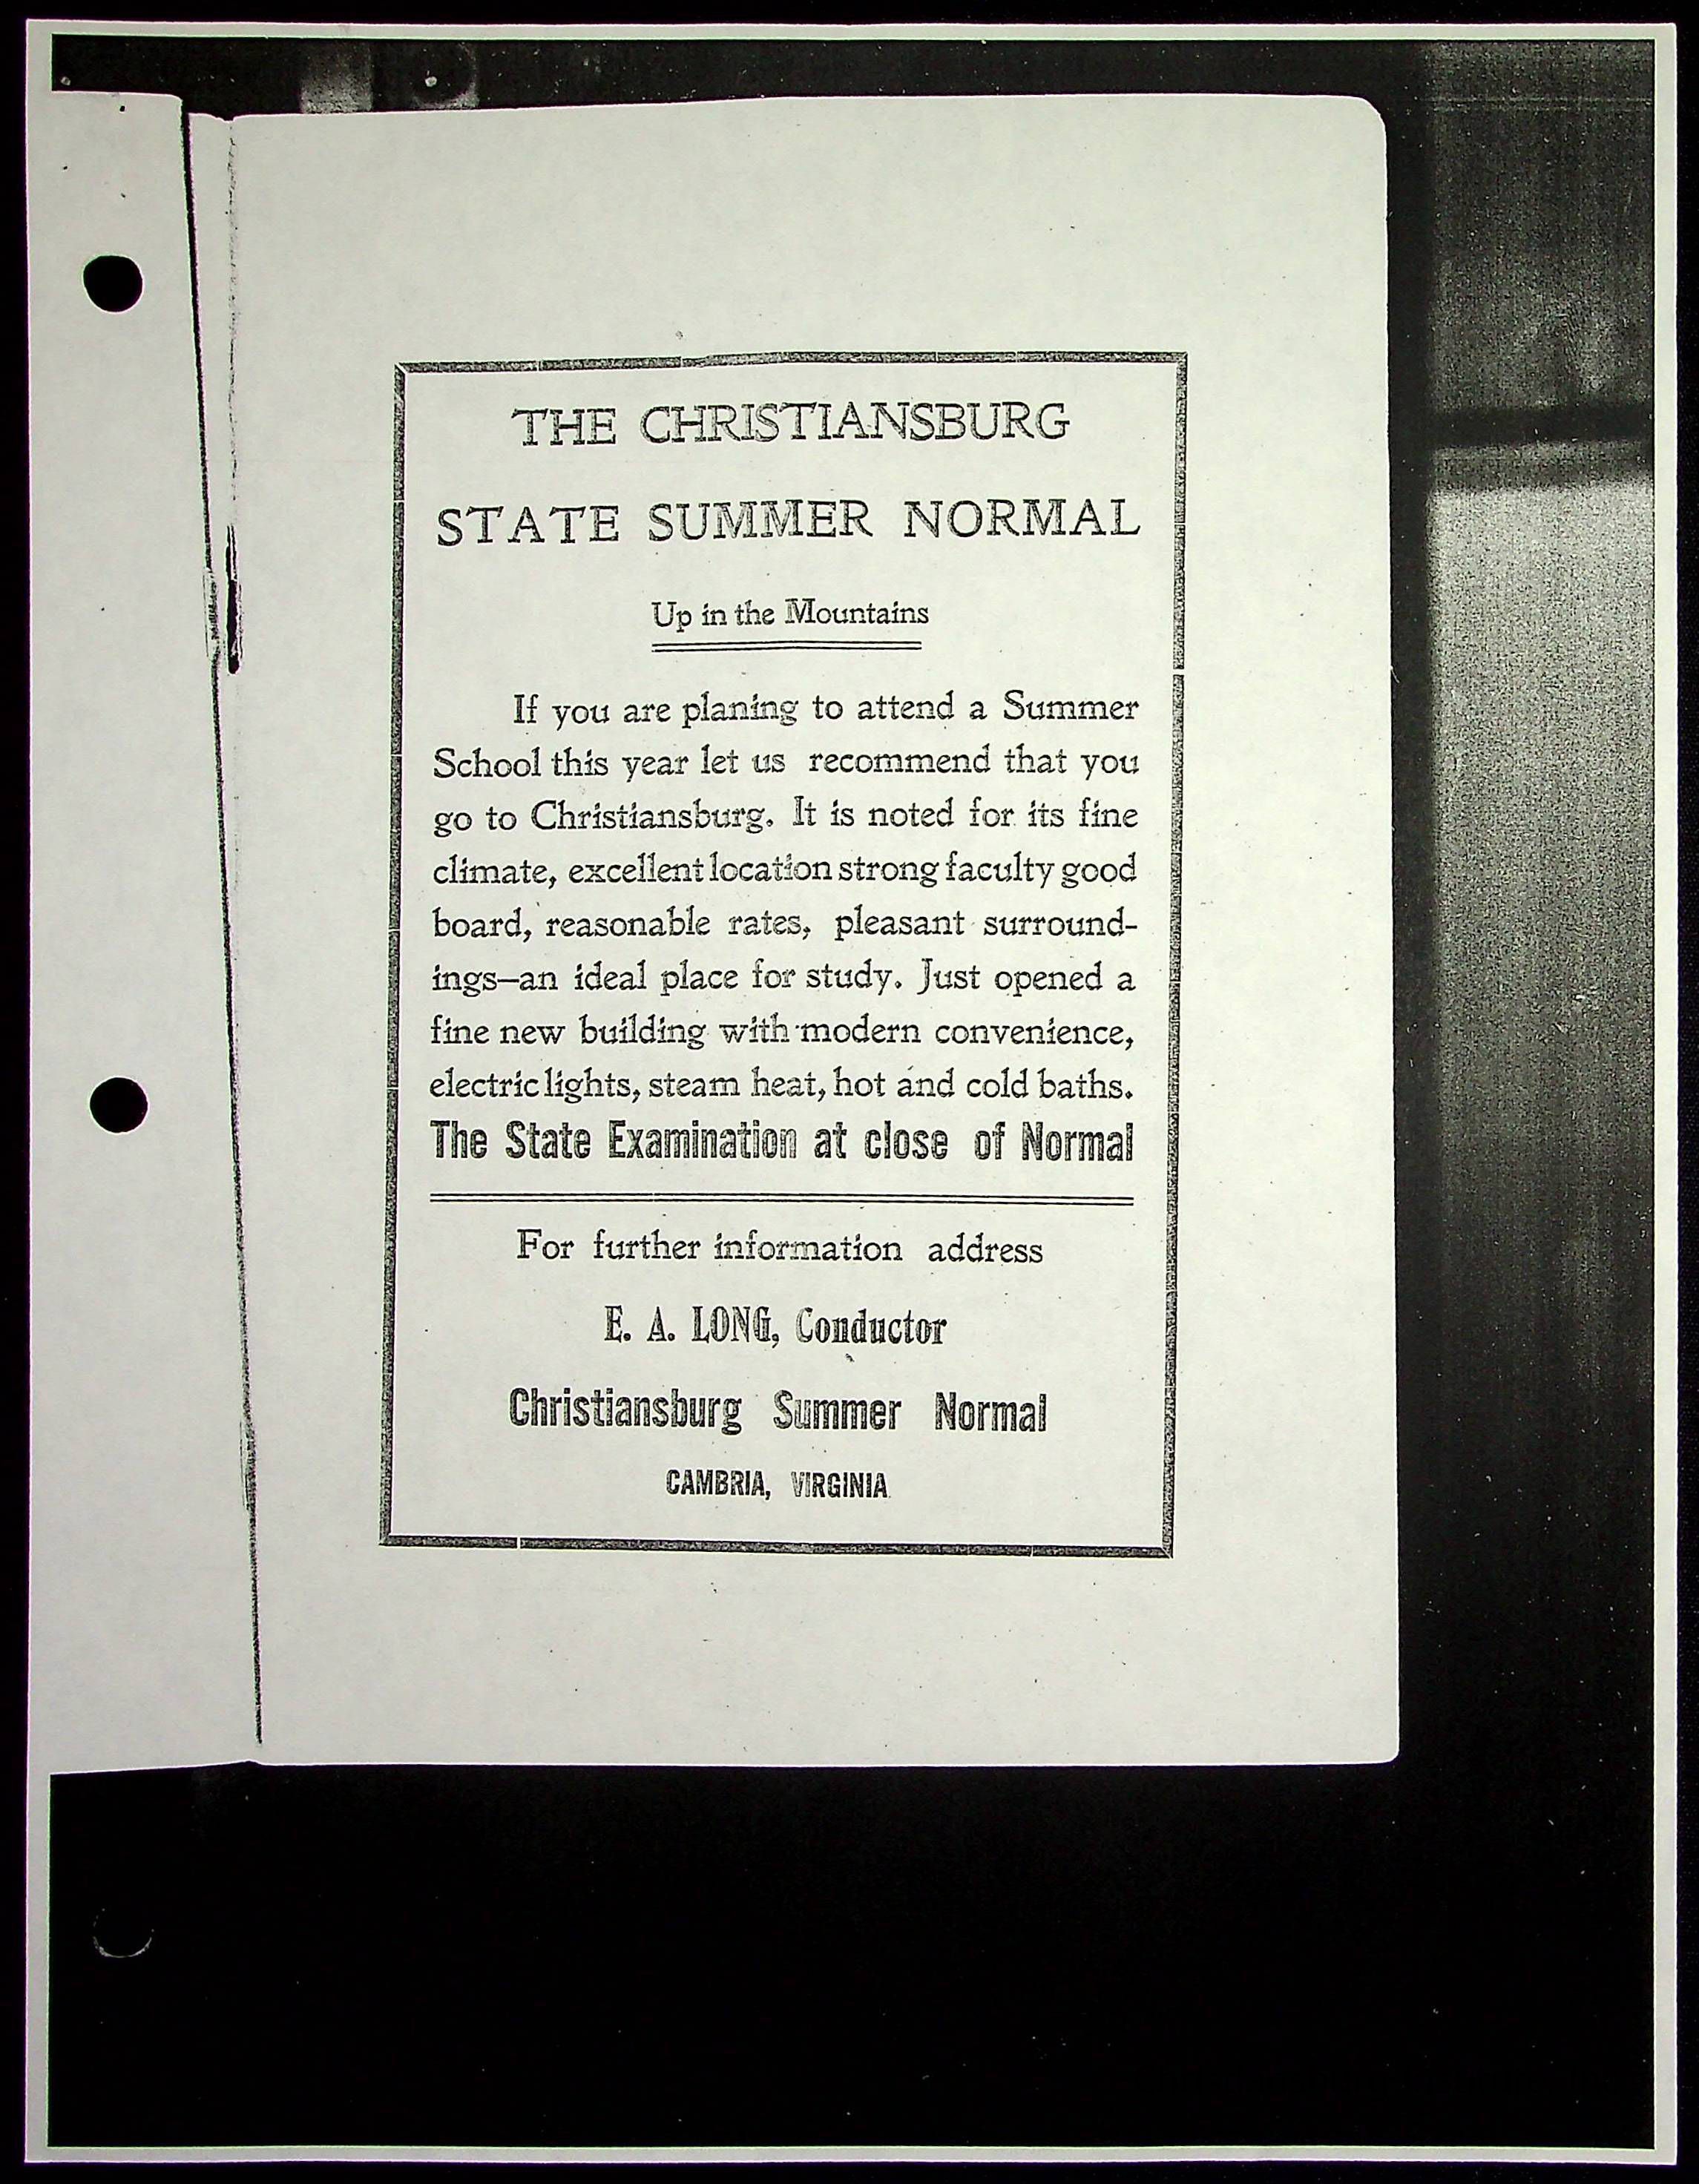 THE CHRISTIANSBURG
STATE SUMMER NORMAL
Up in the Mountains
If you are planing to attend a Summer
School this year let us recommend that you
go to Christiansburg. It is noted for its fine
climate, excellent location strong faculty good
board, reasonable rates, pleasant surround-
ings—an ideal place for study. Just opened a
fine new building with modern convenience,
electric lights, steam heat, hot and cold baths.
The State Examination at close of Normal
For further information address
E. A. LONG, Conductor
Christiansburg Summer Normal
CAMBRIA, VIRGINIA